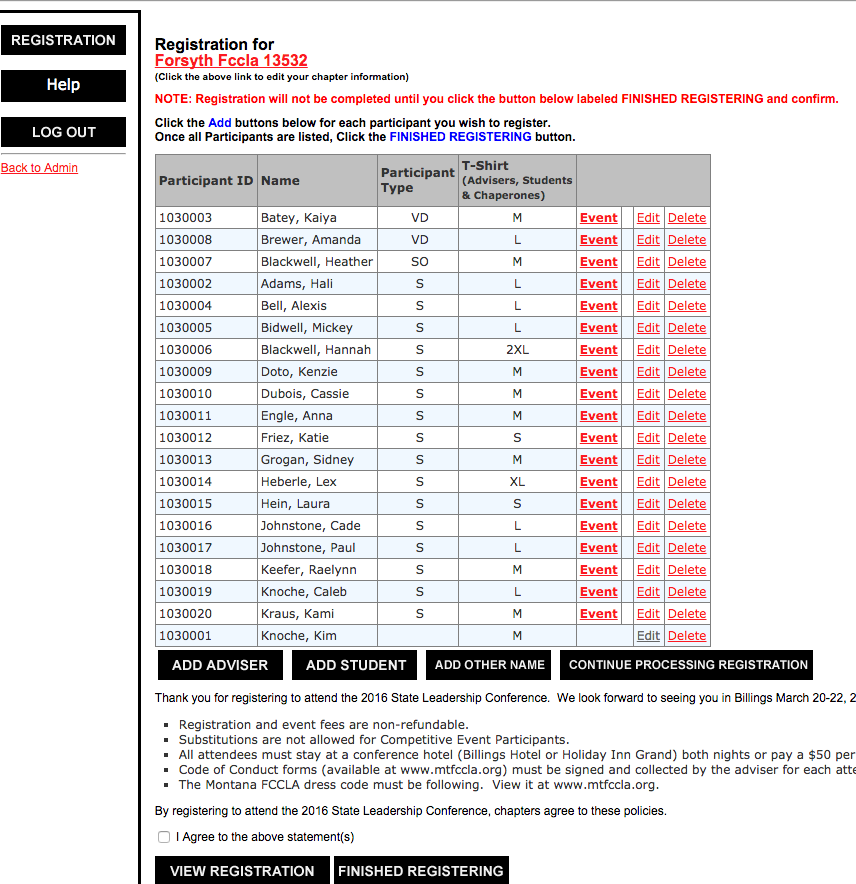 REGISTRATION
Help
LOG OUT
Back to Admin
Registration for
Forsyth Fccla 13532
(Click the above link to edit your chapter information)
NOTE: Registration will not be completed until you click the button below labeled FINISHED REGISTERING and confirm.
Click the Add buttons below for each participant you wish to register.
Once all Participants are listed, Click the FINISHED REGISTERING button.
Participant ID Name Participant Type T-Shirt (Advisers, Students & Chaperones)
1030003 Batey, Kaiya VD M Event Edit Delete
1030008 Brewer, Amanda VD L Event Edit Delete
1030007 Blackwell, Heather SO M Event Edit Delete
1030002 Adams, Hali S L Event Edit Delete
1030004 Bell, Alexis S L Event Edit Delete
1030005 Bidwell, Mickey S L Event Edit Delete
1030006 Blackwell, Hannah S 2XL Event Edit Delete
1030009 Doto, Kenzie S M Event Edit Delete
1030010 Dubois, Cassie S M Event Edit Delete
1030011 Engle, Anna S M Event Edit Delete
1030012 Friez, Katie S S Event Edit Delete
1030013 Grogan, Sidney S M Event Edit Delete
1030014 Heberle, Lex S XL Event Edit Delete
1030015 Hein, Laura S S Event Edit Delete
1030016 Johnstone, Cade S L Event Edit Delete
1030017 Johnstone, Paul S L Event Edit Delete
1030018 Keefer, Raelynn S M Event Edit Delete
1030019 Knoche, Caleb S L Event Edit Delete
1030020 Kraus, Kami S M Event Edit Delete
1030001 Knoche, Kim M Edit Delete
ADD ADVISER ADD STUDENT ADD OTHER NAME CONTINUE PROCESSING REGISTRATION
Thank you for registering to attend the 2016 State Leadership Conference. We look forward to seeing you in Billings March 20-22, 2
Registration and event fees are non-refundable.
Substitutions are not allowed for Competitive Event Participants.
All attendees must stay at a conference hotel (Billings Hotel or Holiday Inn Grand) both nights or pay a $50 per
Code of Conduct forms (available at www.mtfccla.org) must be signed and collected by the adviser for each atte
The Montana FCCLA dress code must be following. View it at www.mtfccla.org.
By registering to attend the 2016 State Leadership Conference, chapters agree to these policies.
I Agree to the above statement(s)
VIEW REGISTRATION FINISHED REGISTERING